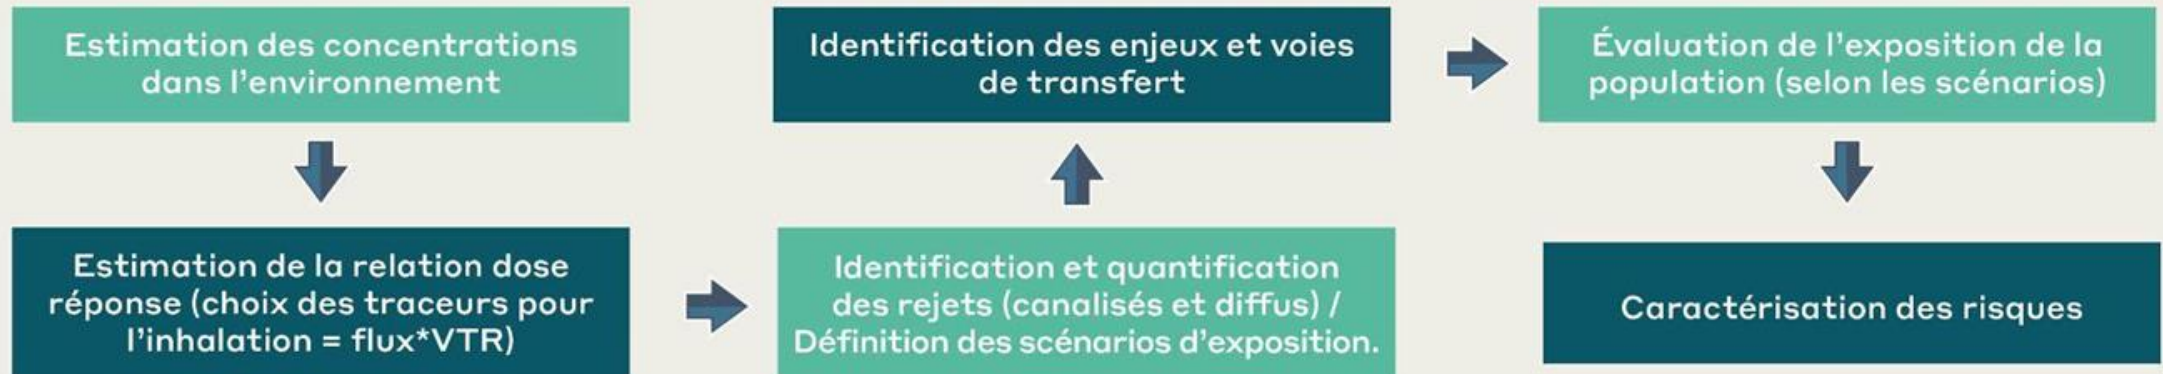 Estimation des concentrations
dans l'environnement
Estimation de la relation dose
réponse (choix des traceurs pour
l'inhalation = flux*VTR)
Identification et quantification
des rejets (canalisés et diffus) /
Définition des scénarios d'exposition.
Identification des enjeux et voies
de transfert
Évaluation de l'exposition de la
population (selon les scénarios)
Caractérisation des risques